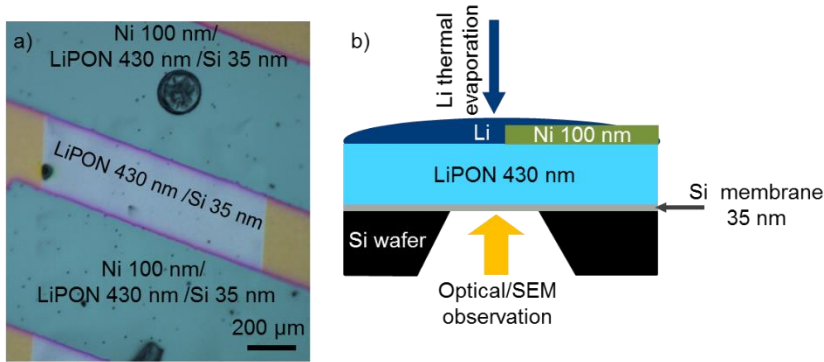 a)
Ni 100 nm/
LiPON 430 nm /Si 35 nm
LiPON 430 nm /Si 35 nm
Ni 100 nm/
LiPON 430 nm /Si 35 nm
200 µm
b)
Li thermal
evaporation
Li
Ni 100 nm
LiPON 430 nm
Si membrane
35 nm
Si wafer
Optical/SEM
observation